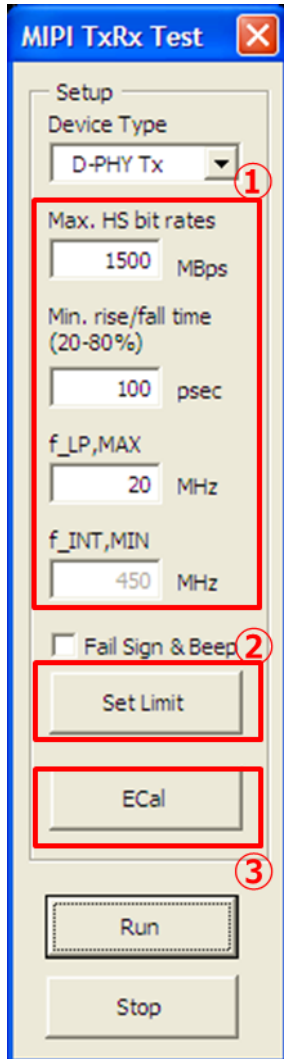 MIPI TxRx Test
Setup
Device Type
D-PHY Tx
①
Max. HS bit rates
1500 MBps
Min. rise/fall time
(20-80%)
100 psec
f_LP,MAX
20 MHz
f_INT,MIN
450 MHz
Fail Sign & Beep
②
Set Limit
ECal
③
Run
Stop